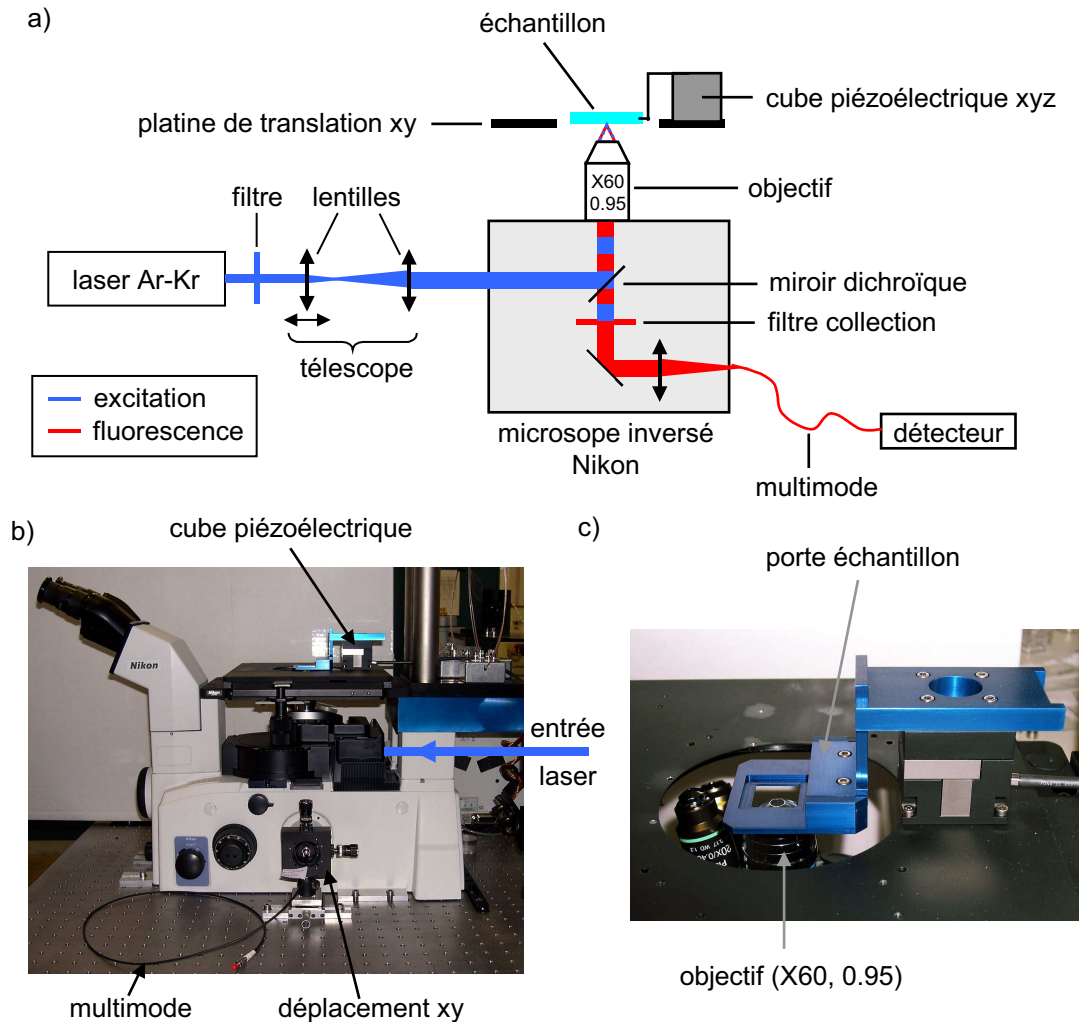 a)
échantillon
cube piézoélectrique xyz
platine de translation xy
X60
0.95
objectif
filtre
lentilles
laser Ar-Kr
miroir dichroïque
filtre collection
télescope
excitation
fluorescence
microsope inversé
Nikon
détecteur
multimode
b)
cube piézoélectrique
Nikon
entrée
laser
multimode
déplacement xy
c)
porte échantillon
objectif (X60, 0.95)